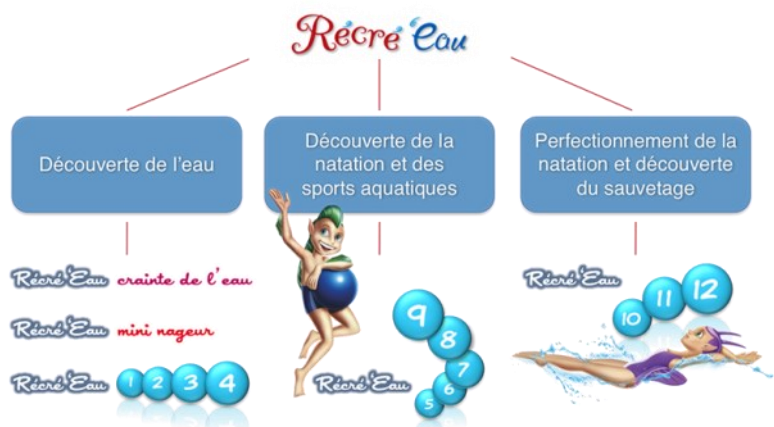 Récré'Eau
Découverte de l'eau
Découverte de la
natation et des
sports aquatiques
Perfectionnement de la
natation et découverte
du sauvetage
Récré'Eau crainte de l'eau
Récré'Eau mini nageur
Récré'Eau 1 2 3 4
Récré'Eau 5 6 7 8 9
Récré'Eau 10 11 12